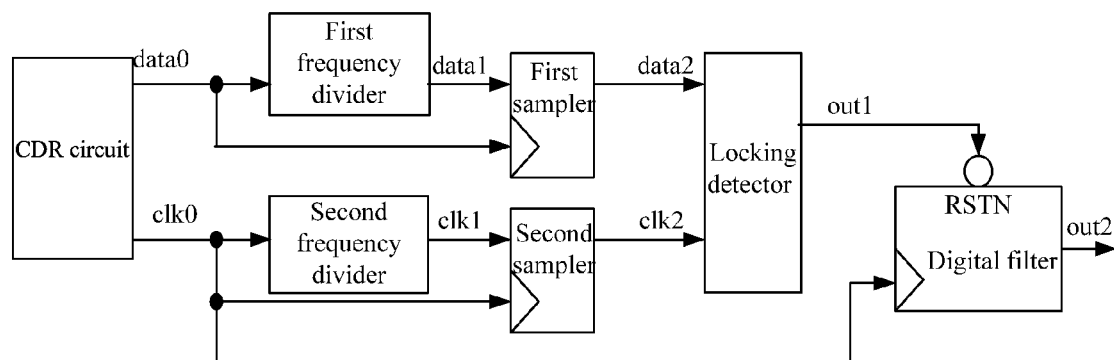 CDR circuit
data0
First
frequency
divider
data1
First
sampler
data2
clk0
Second
frequency
divider
clk1
Second
sampler
clk2
Locking
detector
out1
RSTN
Digital filter
out2